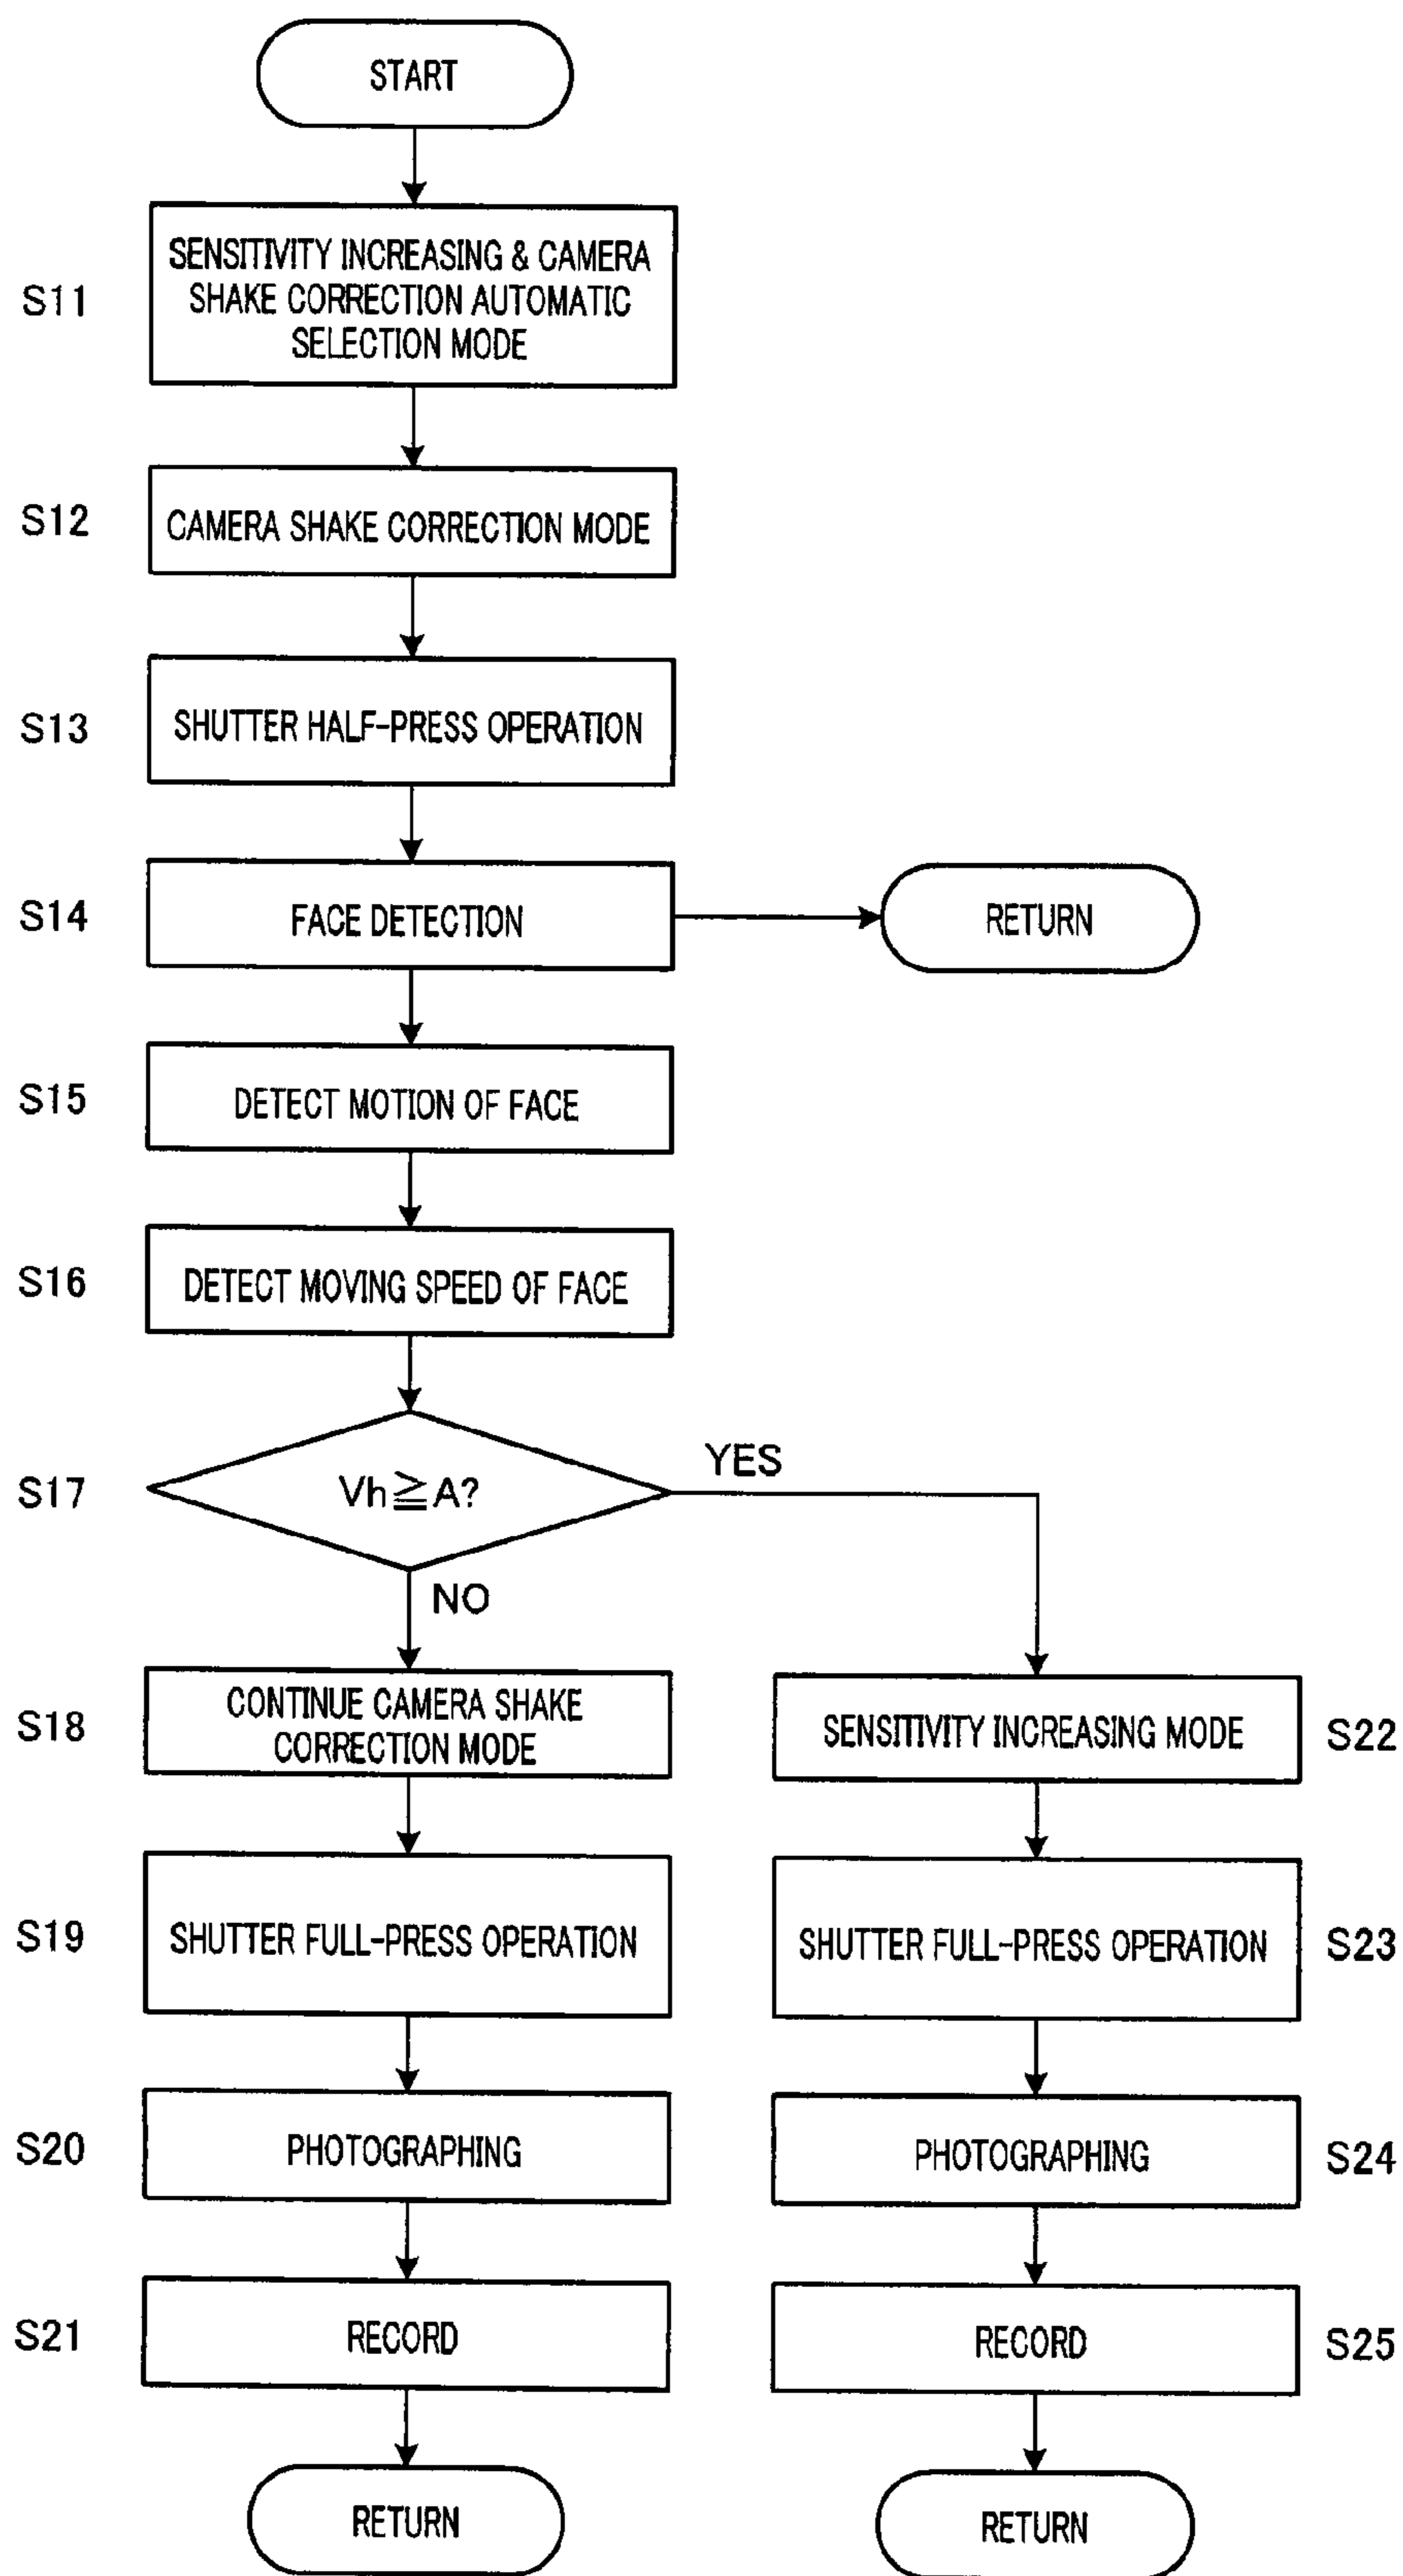 START
S11
SENSITIVITY INCREASING & CAMERA
SHAKE CORRECTION AUTOMATIC
SELECTION MODE
S12
CAMERA SHAKE CORRECTION MODE
S13
SHUTTER HALF-PRESS OPERATION
S14
FACE DETECTION
RETURN
S15
DETECT MOTION OF FACE
S16
DETECT MOVING SPEED OF FACE
S17
Vh≧A?
YES
NO
S18
CONTINUE CAMERA SHAKE
CORRECTION MODE
SENSITIVITY INCREASING MODE
S22
S19
SHUTTER FULL-PRESS OPERATION
SHUTTER FULL-PRESS OPERATION
S23
S20
PHOTOGRAPHING
PHOTOGRAPHING
S24
S21
RECORD
RECORD
S25
RETURN
RETURN